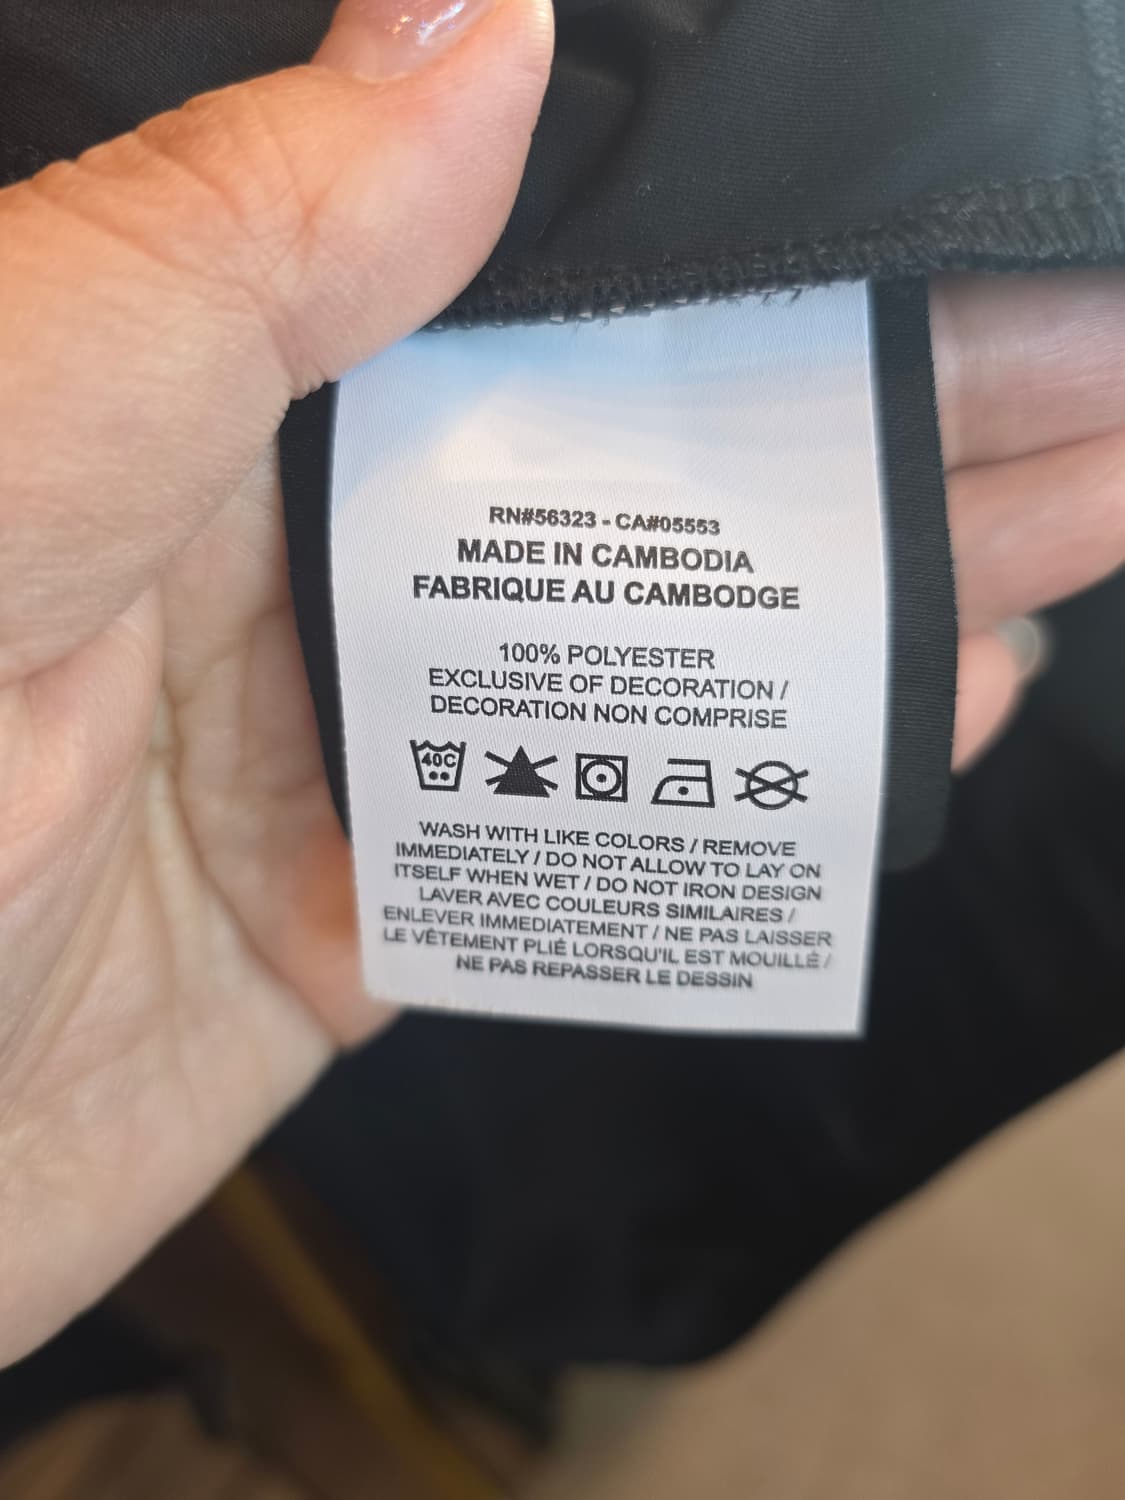 RN#56323 - CA#05553
MADE IN CAMBODIA
FABRIQUE AU CAMBODGE
100% POLYESTER
EXCLUSIVE OF DECORATION /
DECORATION NON COMPRISE
40C
WASH WITH LIKE COLORS / REMOVE
IMMEDIATELY / DO NOT ALLOW TO LAY ON
ITSELF WHEN WET / DO NOT IRON DESIGN
LAVER AVEC COULEURS SIMILAIRES /
ENLEVER IMMEDIATEMENT / NE PAS LAISSER
LE VÊTEMENT PLIÉ LORSQU'IL EST MOUILLÉ /
NE PAS REPASSER LE DESSIN